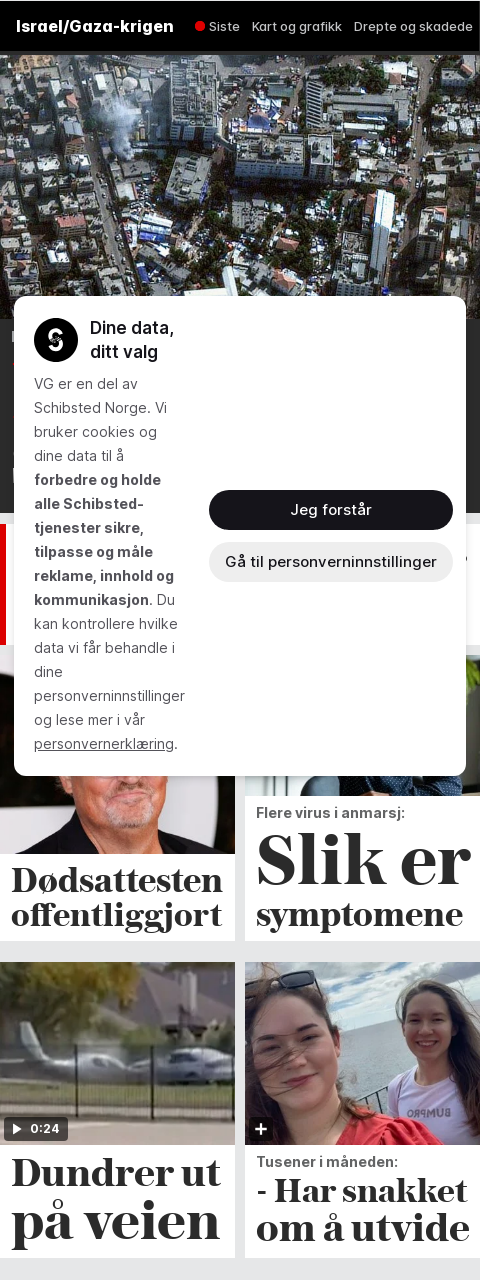 Israel/Gaza-krigen
Siste Kart og grafikk Drepte og skadede
Dine data,
ditt valg
VG er en del av
Schibsted Norge. Vi
bruker cookies og
dine data til å
forbedre og holde
alle Schibsted-
tjenester sikre,
tilpasse og måle
reklame, innhold og
kommunikasjon. Du
kan kontrollere hvilke
data vi får behandle i
dine
personverninnstillinger
og lese mer i vår
personvernerklæring.
Jeg forstår
Gå til personverninnstillinger
Dødsattesten
offentliggjort
Flere virus i anmarsj:
Slik er
symptomene
0:24
Dundrer ut
på veien
BUMPRO
Tusener i måneden:
- Har snakket
om å utvide